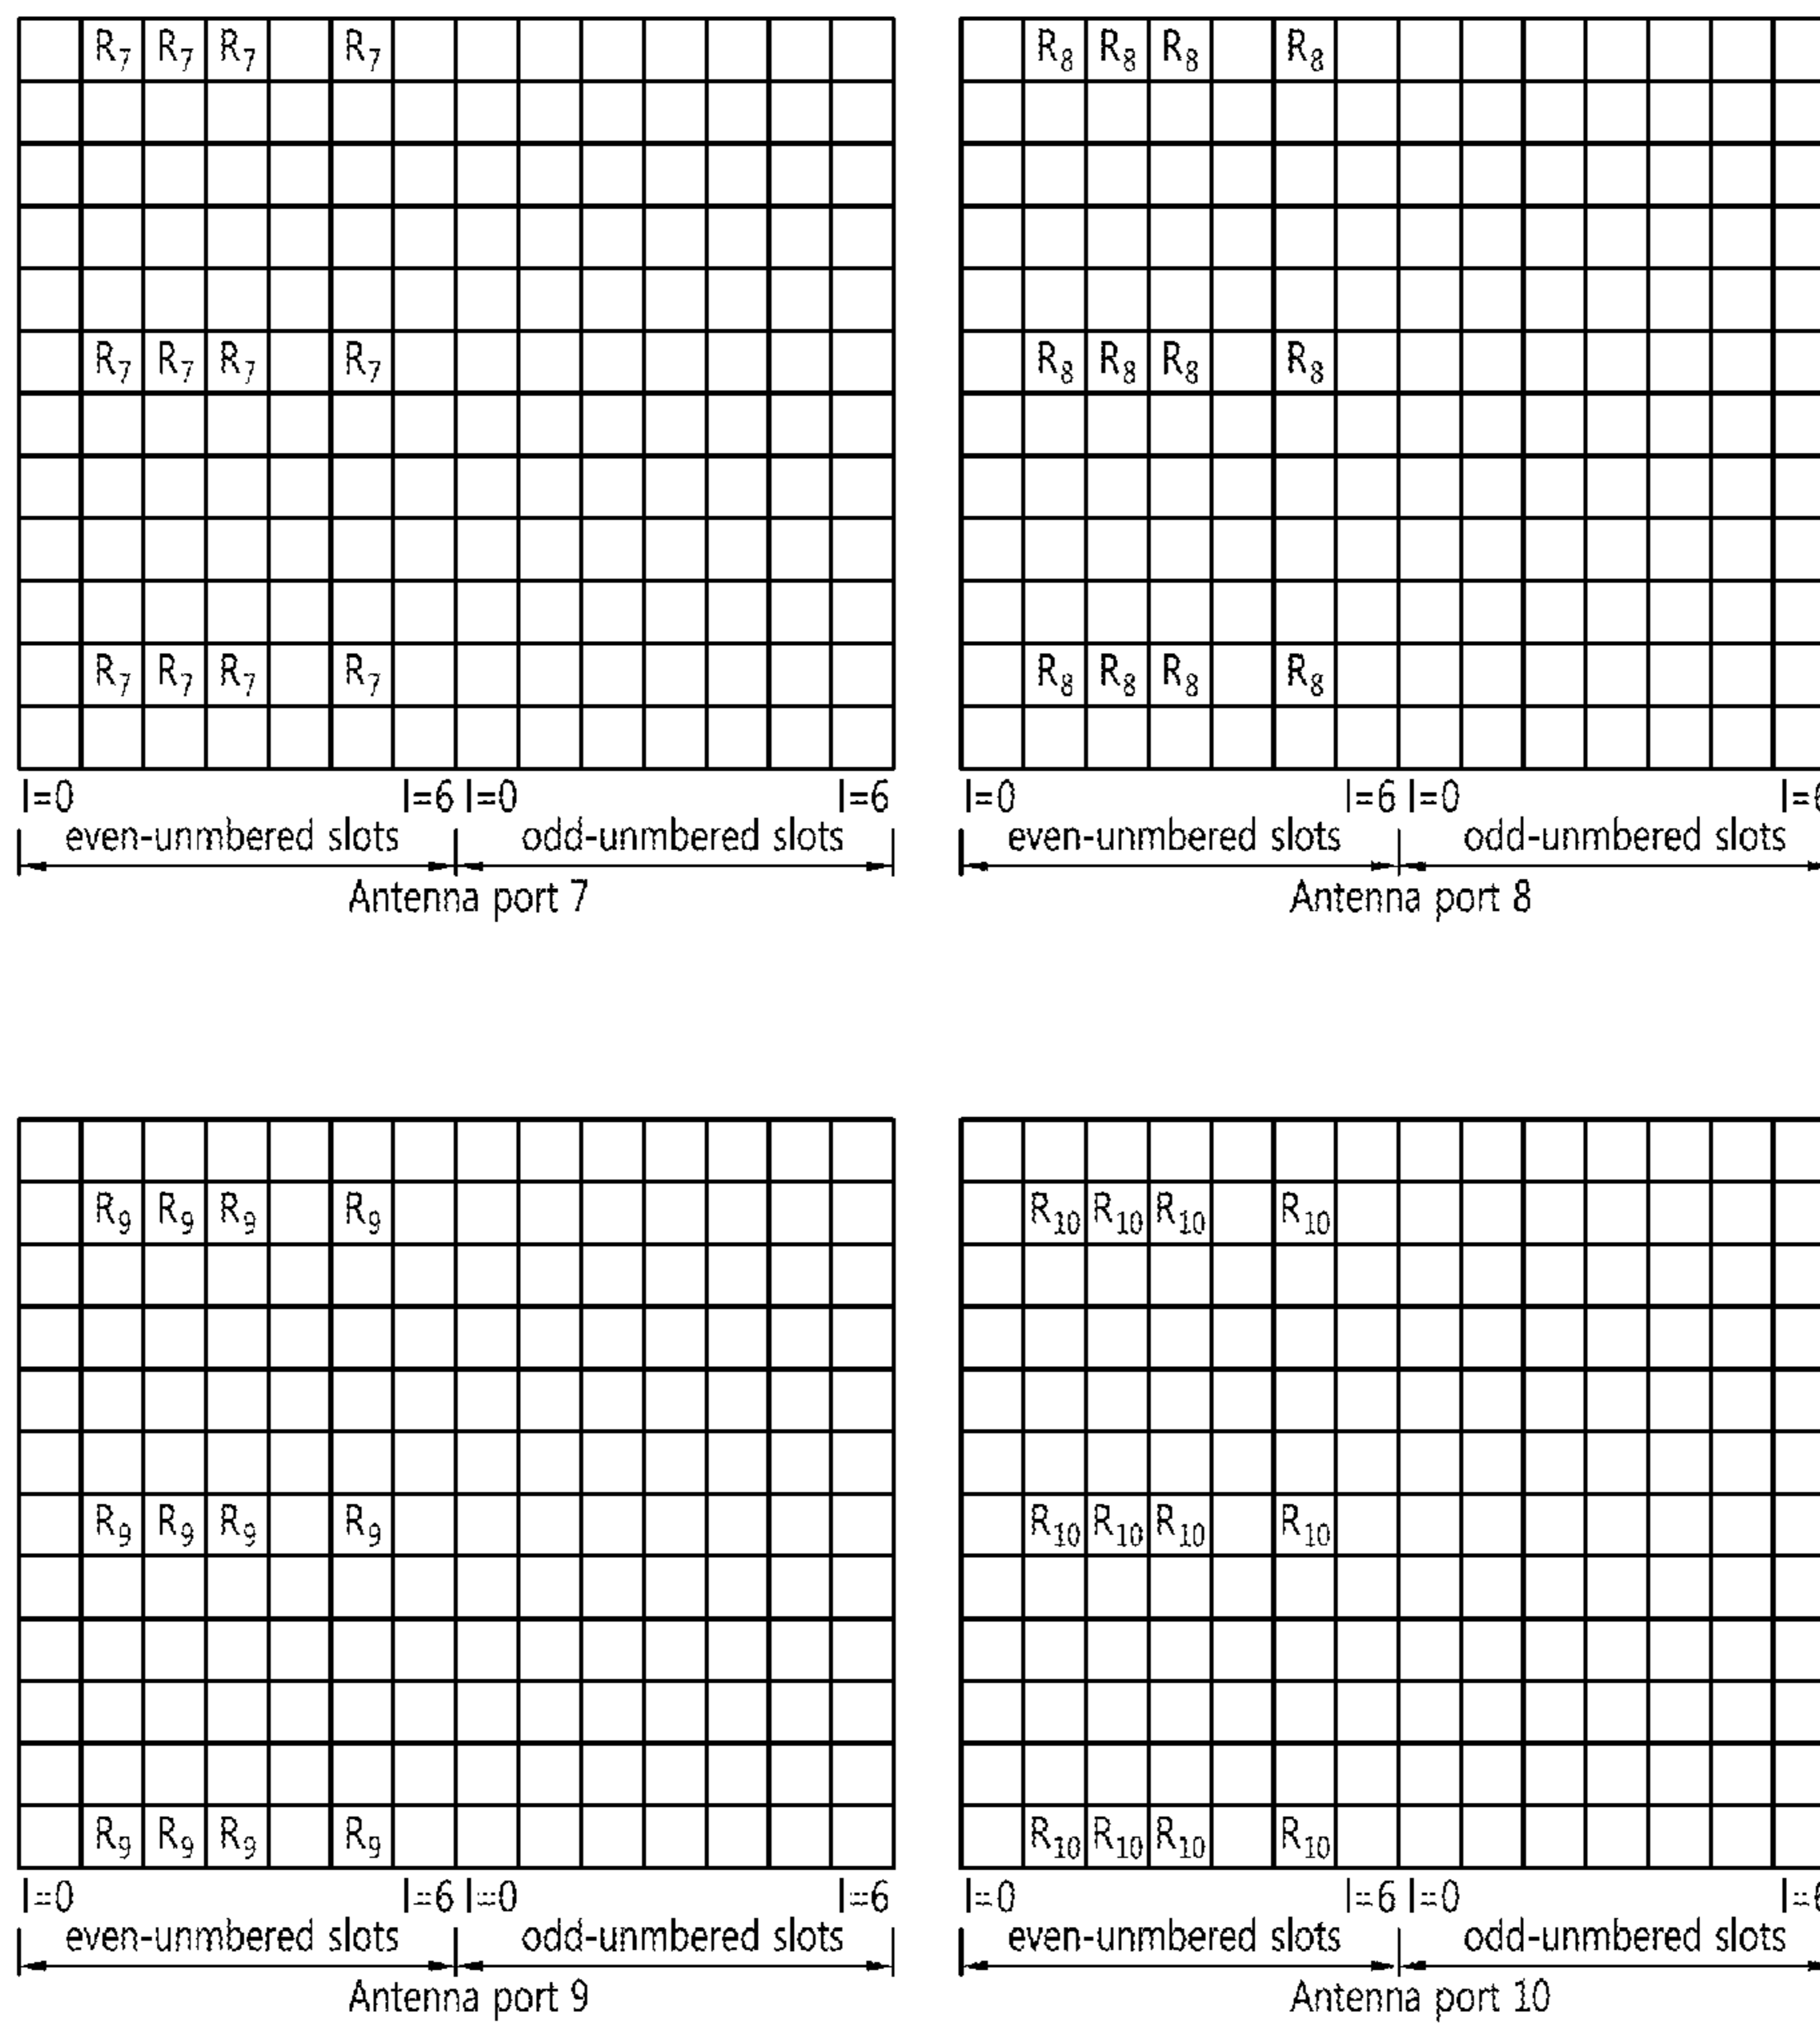 R7 R7 R7 R7 R8 R8 R8 R8
R7 R7 R7 R7 R8 R8 R8 R8
R7 R7 R7 R7 R8 R8 R8 R8
l=0 l=6 l=0 l=6 l=0 l=6 l=0 l=6
even-unmbered slots odd-unmbered slots even-unmbered slots odd-unmbered slots
Antenna port 7 Antenna port 8
R9 R9 R9 R9 R10 R10 R10 R10
R9 R9 R9 R9 R10 R10 R10 R10
R9 R9 R9 R9 R10 R10 R10 R10
l=0 l=6 l=0 l=6 l=0 l=6 l=0 l=6
even-unmbered slots odd-unmbered slots even-unmbered slots odd-unmbered slots
Antenna port 9 Antenna port 10